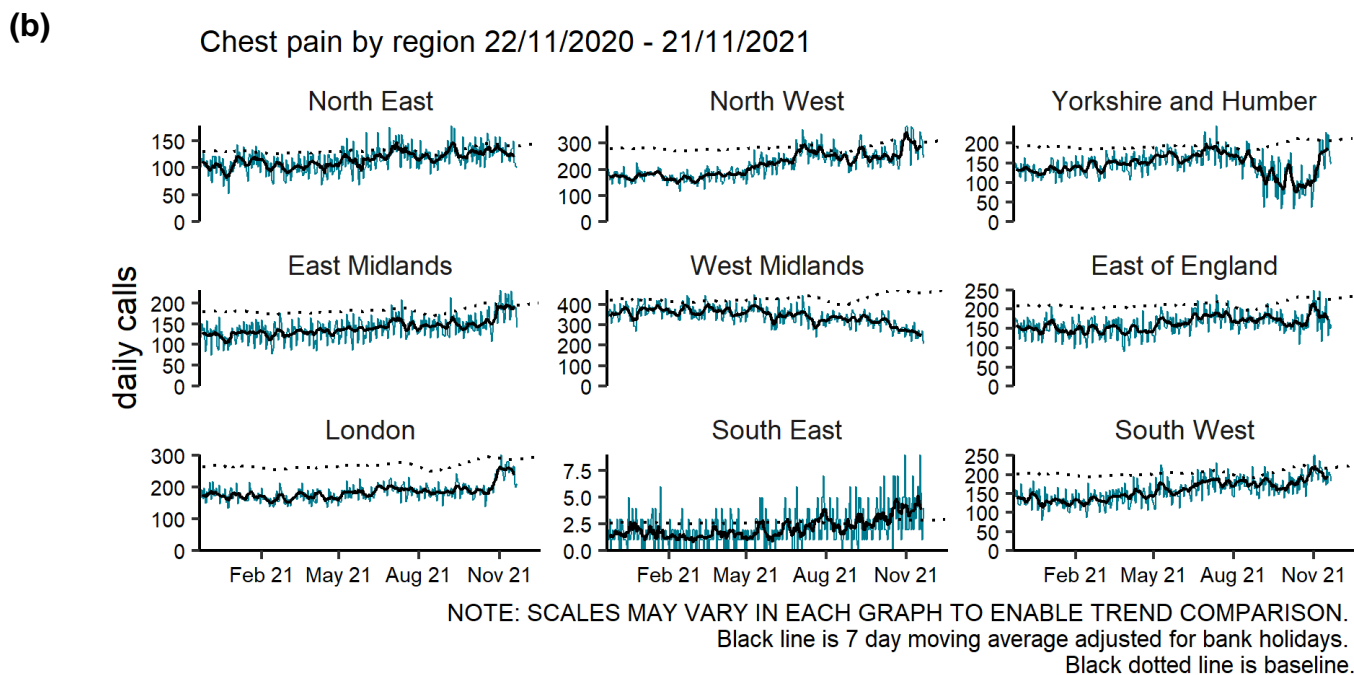 (b)
Chest pain by region 22/11/2020 - 21/11/2021
North East
North West
Yorkshire and Humber
150
100
50
0
300
200
100
0
200
150
100
50
0
East Midlands
West Midlands
East of England
daily calls
200
150
100
50
0
400
300
200
100
0
250
200
150
100
50
0
London
South East
South West
300
200
100
0
7.5
5.0
2.5
0.0
250
200
150
100
50
0
Feb 21 May 21 Aug 21 Nov 21
Feb 21 May 21 Aug 21 Nov 21
Feb 21 May 21 Aug 21 Nov 21
NOTE: SCALES MAY VARY IN EACH GRAPH TO ENABLE TREND COMPARISON.
Black line is 7 day moving average adjusted for bank holidays.
Black dotted line is baseline.